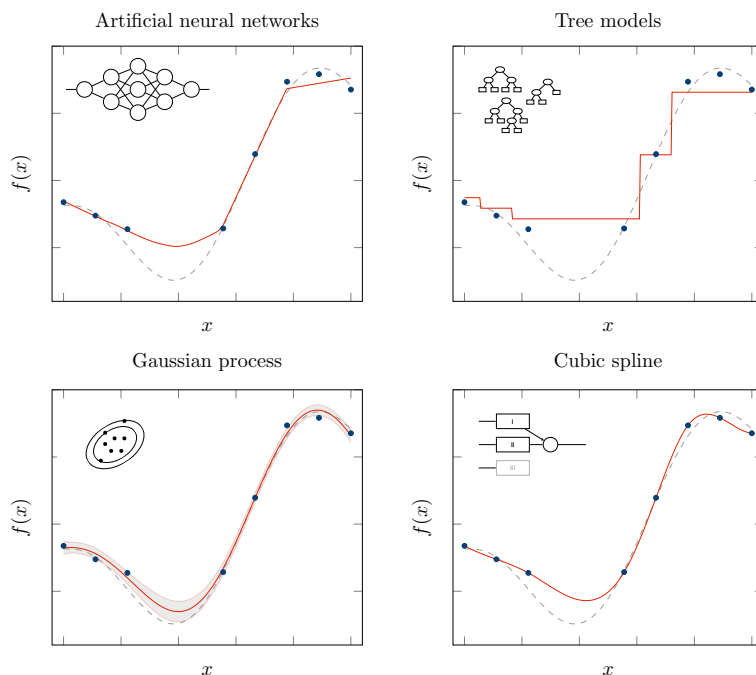 Artificial neural networks
Tree models
f(x)
f(x)
x
x
Gaussian process
Cubic spline
I
II
III
f(x)
f(x)
x
x